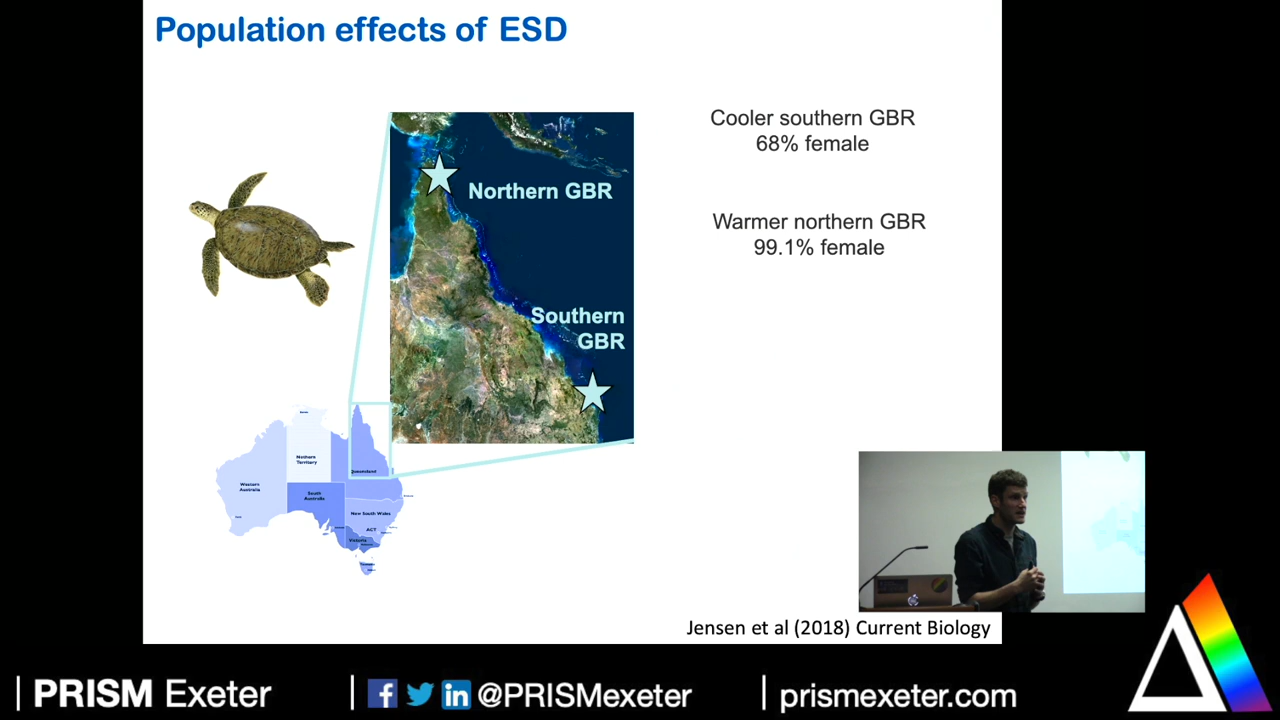 Population effects of ESD
Cooler southern GBR
68% female
Northern GBR
Warmer northern GBR
99.1% female
Southern
GBR
Northern
Territory
Queensland
Western
Australia
South
Australia
New South Wales
ACT
Victoria
Jensen et al (2018) Current Biology
PRISM Exeter
@PRISMexeter
prismexeter.com